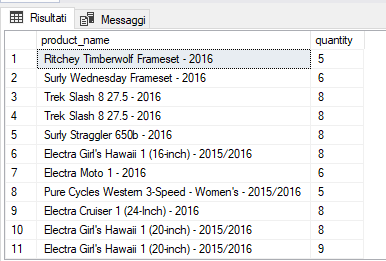 Risultati Messaggi
product_name quantity
1 Ritchey Timberwolf Frameset - 2016 5
2 Surly Wednesday Frameset - 2016 6
3 Trek Slash 8 27.5 - 2016 8
4 Trek Slash 8 27.5 - 2016 8
5 Surly Straggler 650b - 2016 8
6 Electra Girl's Hawaii 1 (16-inch) - 2015/2016 8
7 Electra Moto 1 - 2016 6
8 Pure Cycles Western 3-Speed - Women's - 2015/2016 5
9 Electra Cruiser 1 (24-Inch) - 2016 8
10 Electra Girl's Hawaii 1 (20-inch) - 2015/2016 8
11 Electra Girl's Hawaii 1 (20-inch) - 2015/2016 9